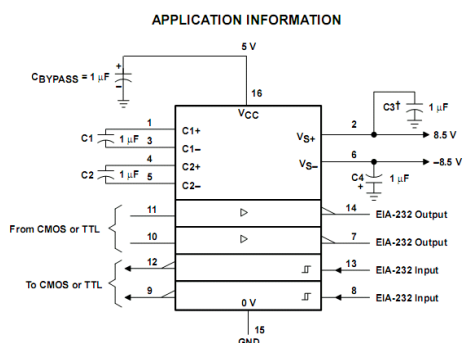 APPLICATION INFORMATION
5 V
CBYPASS = 1 µF
+
−
16
VCC
1
C1+
C1
1 µF
3
C1−
4
C2+
C2
1 µF
5
C2−
2
VS+
C3†
1 µF
8.5 V
6
VS−
−8.5 V
C4
+
1 µF
From CMOS or TTL
11
14
EIA-232 Output
10
7
EIA-232 Output
To CMOS or TTL
12
13
EIA-232 Input
9
8
EIA-232 Input
0 V
15
GND